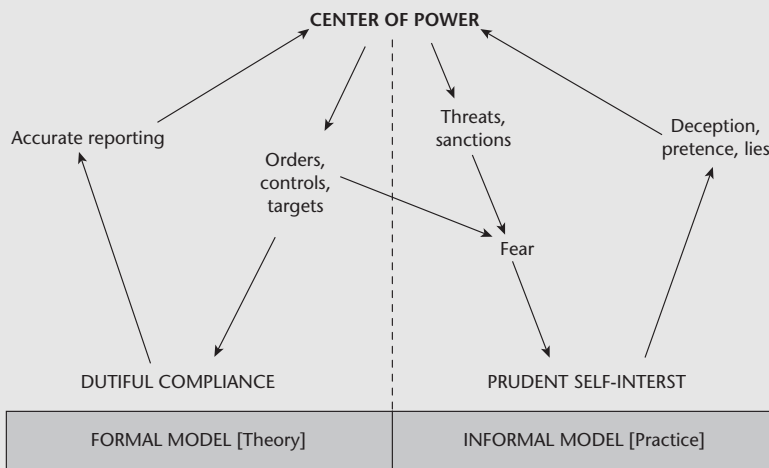 CENTER OF POWER
Accurate reporting
Orders,
controls,
targets
Threats,
sanctions
Deception,
pretence, lies
Fear
DUTIFUL COMPLIANCE
PRUDENT SELF-INTERST
FORMAL MODEL [Theory]
INFORMAL MODEL [Practice]